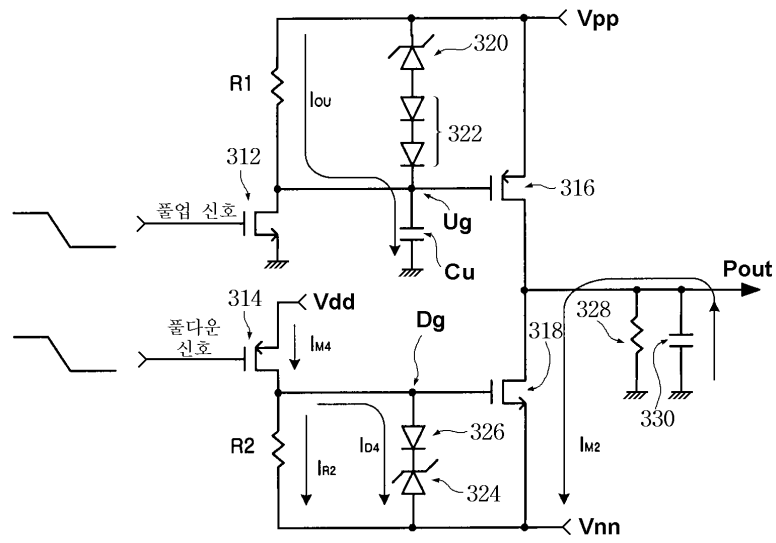 Vpp
320
R1
IOU
322
312
316
풀업 신호
Ug
Cu
Pout
314
Vdd
풀다운
신호
IM4
Dg
318
328
330
R2
IR2
ID4
326
324
IM2
Vnn